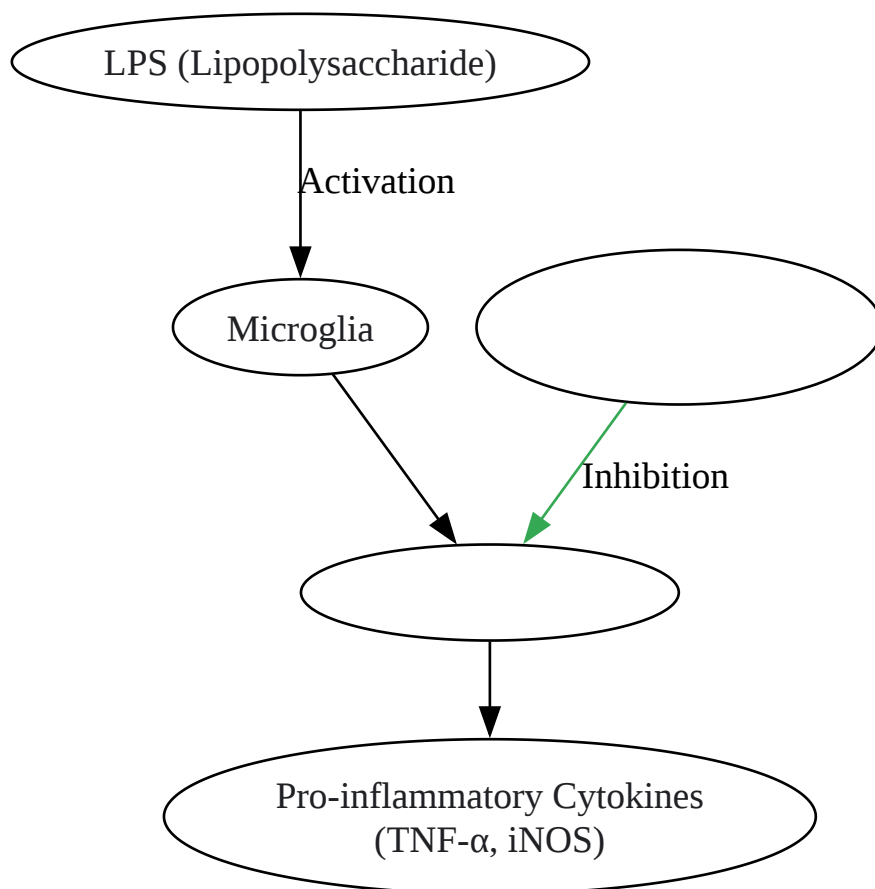 LPS (Lipopolysaccharide)
Activation
Microglia
Inhibition
Pro-inflammatory Cytokines
(TNF-α, iNOS)